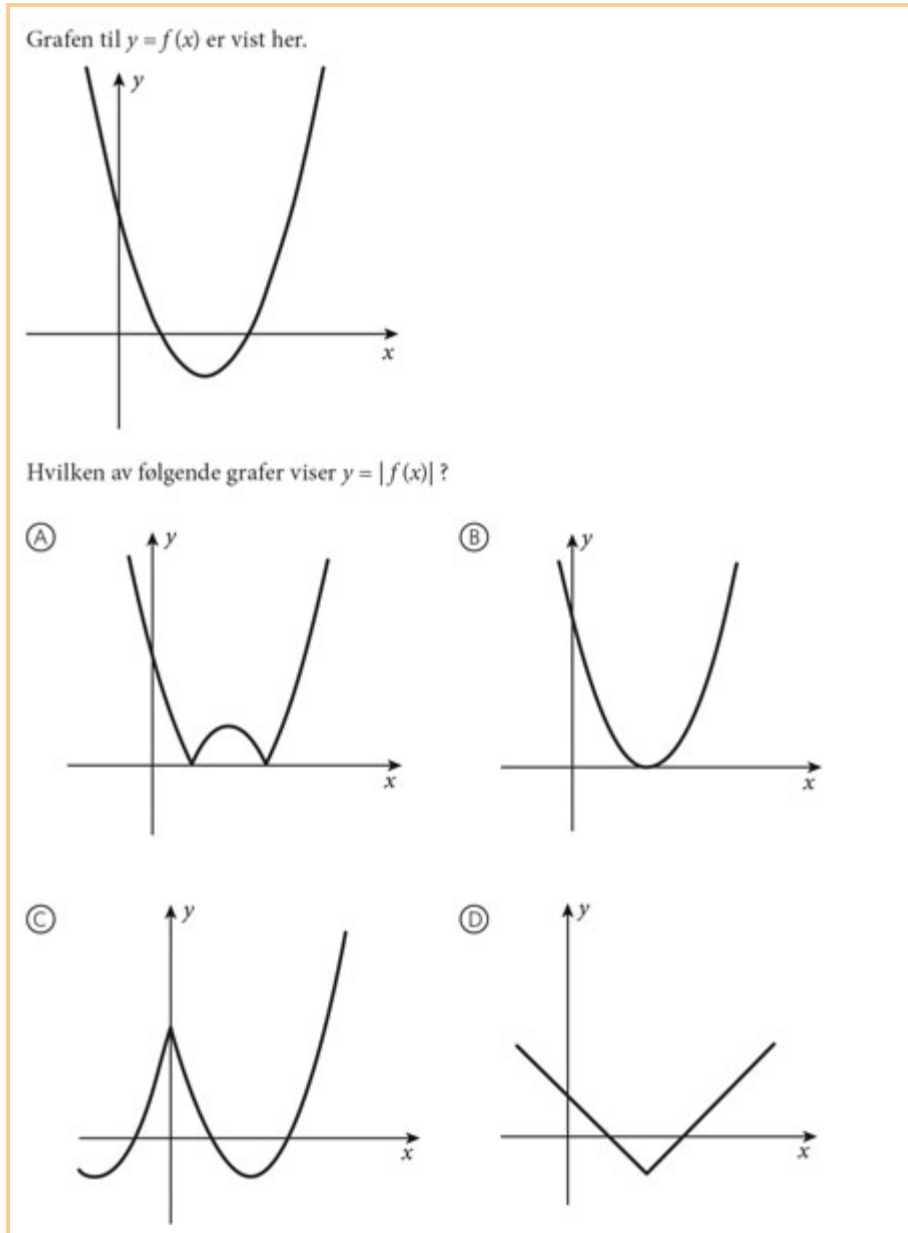 Grafen til y = f (x) er vist her.
y
x
Hvilken av følgende grafer viser y = | f (x)| ?
A
y
x
B
y
x
C
y
x
D
y
x